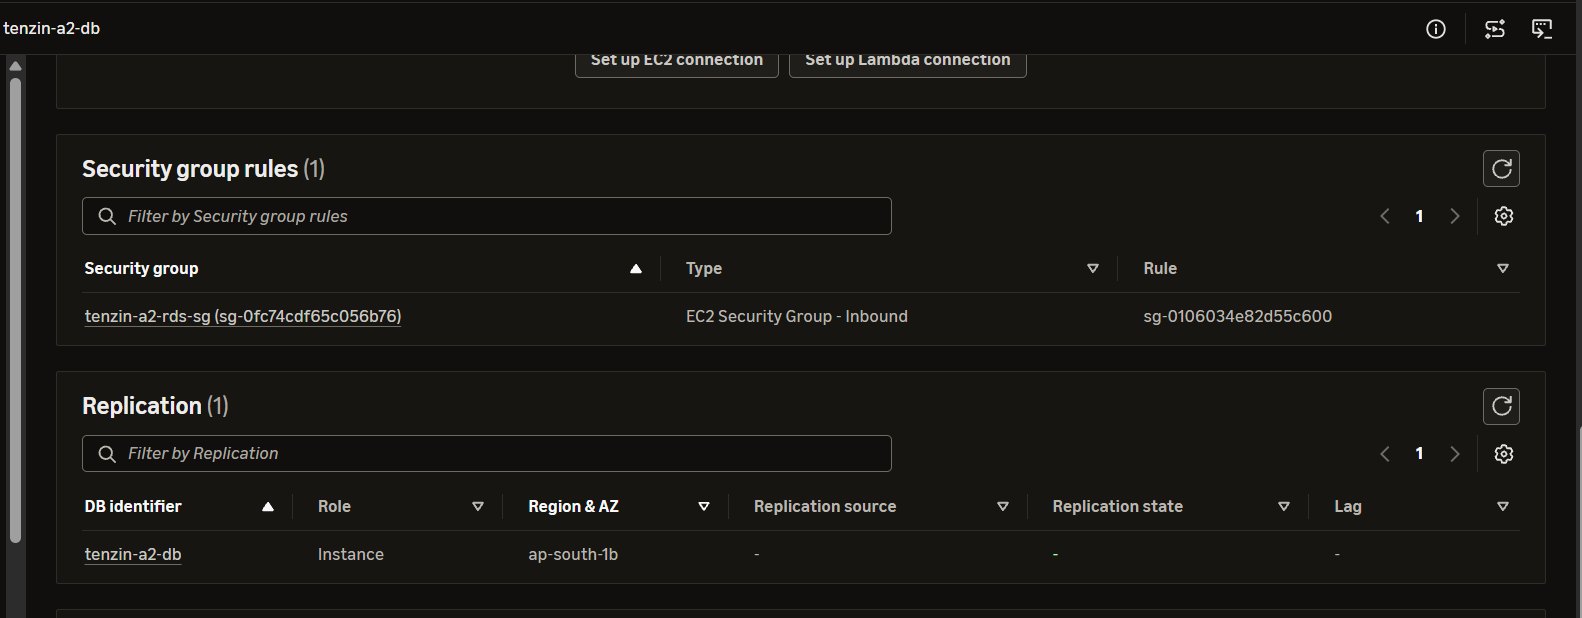 tenzin-a2-db
Set up EC2 connection Set up Lambda connection
Security group rules (1)
Filter by Security group rules
1
Security group Type Rule
tenzin-a2-rds-sg (sg-0fc74cdf65c056b76) EC2 Security Group - Inbound sg-0106034e82d55c600
Replication (1)
Filter by Replication
1
DB identifier Role Region & AZ Replication source Replication state Lag
tenzin-a2-db Instance ap-south-1b - - -